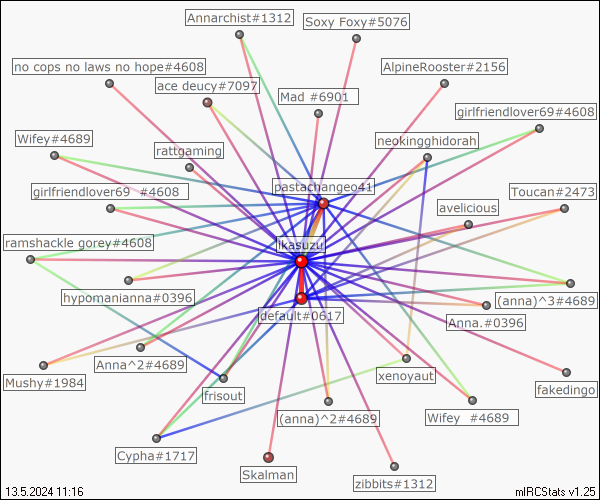 Annarchist#1312
Soxy Foxy#5076
no cops no laws no hope#4608
AlpineRooster#2156
ace deucy#7097
Mad #6901
girlfriendlover69#4608
Wifey#4689
neokingghidorah
rattgaming
pastachangeo41
girlfriendlover69 #4608
Toucan#2473
avelicious
ramshackle gorey#4608
ikasuzu
hypomanianna#0396
(anna)^3#4689
default#0617
Anna.#0396
Anna^2#4689
Mushy#1984
xenoyaut
fakedingo
frisout
(anna)^2#4689
Wifey #4689
Cypha#1717
Skalman
zibbits#1312
13.5.2024 11:16
mIRCStats v1.25